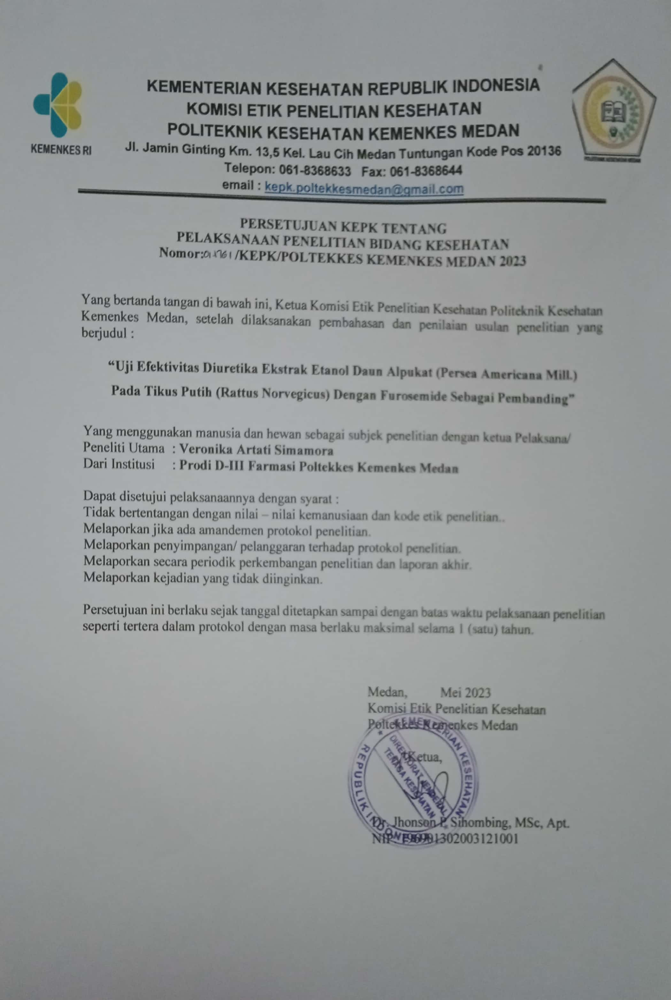 KEMENKES RI
KEMENTERIAN KESEHATAN REPUBLIK INDONESIA
KOMISI ETIK PENELITIAN KESEHATAN
POLITEKNIK KESEHATAN KEMENKES MEDAN
Jl. Jamin Ginting Km. 13,5 Kel. Lau Cih Medan Tuntungan Kode Pos 20136
Telepon: 061-8368633 Fax: 061-8368644
email : kepk.poltekkesmedan@gmail.com
POLITEKNIK KESEHATAN MEDAN
PERSETUJUAN KEPK TENTANG
PELAKSANAAN PENELITIAN BIDANG KESEHATAN
Nomor: /KEPK/POLTEKKES KEMENKES MEDAN 2023
Yang bertanda tangan di bawah ini, Ketua Komisi Etik Penelitian Kesehatan Politeknik Kesehatan
Kemenkes Medan, setelah dilaksanakan pembahasan dan penilaian usulan penelitian yang
berjudul :
“Uji Efektivitas Diuretika Ekstrak Etanol Daun Alpukat (Persea Americana Mill.)
Pada Tikus Putih (Rattus Norvegicus) Dengan Furosemide Sebagai Pembanding”
Yang menggunakan manusia dan hewan sebagai subjek penelitian dengan ketua Pelaksana/
Peneliti Utama : Veronika Artati Simamora
Dari Institusi : Prodi D-III Farmasi Poltekkes Kemenkes Medan
Dapat disetujui pelaksanaannya dengan syarat :
Tidak bertentangan dengan nilai – nilai kemanusiaan dan kode etik penelitian..
Melaporkan jika ada amandemen protokol penelitian.
Melaporkan penyimpangan/ pelanggaran terhadap protokol penelitian.
Melaporkan secara periodik perkembangan penelitian dan laporan akhir.
Melaporkan kejadian yang tidak diinginkan.
Persetujuan ini berlaku sejak tanggal ditetapkan sampai dengan batas waktu pelaksanaan penelitian
seperti tertera dalam protokol dengan masa berlaku maksimal selama 1 (satu) tahun.
Medan, Mei 2023
Komisi Etik Penelitian Kesehatan
Poltekkes Kemenkes Medan
Ketua,
KEMENTERIAN KESEHATAN
REPUBLIK INDONESIA
DIREKTORAT JENDERAL
TENAGA KESEHATAN
Dr. Jhonson P. Sihombing, MSc, Apt.
NIP.